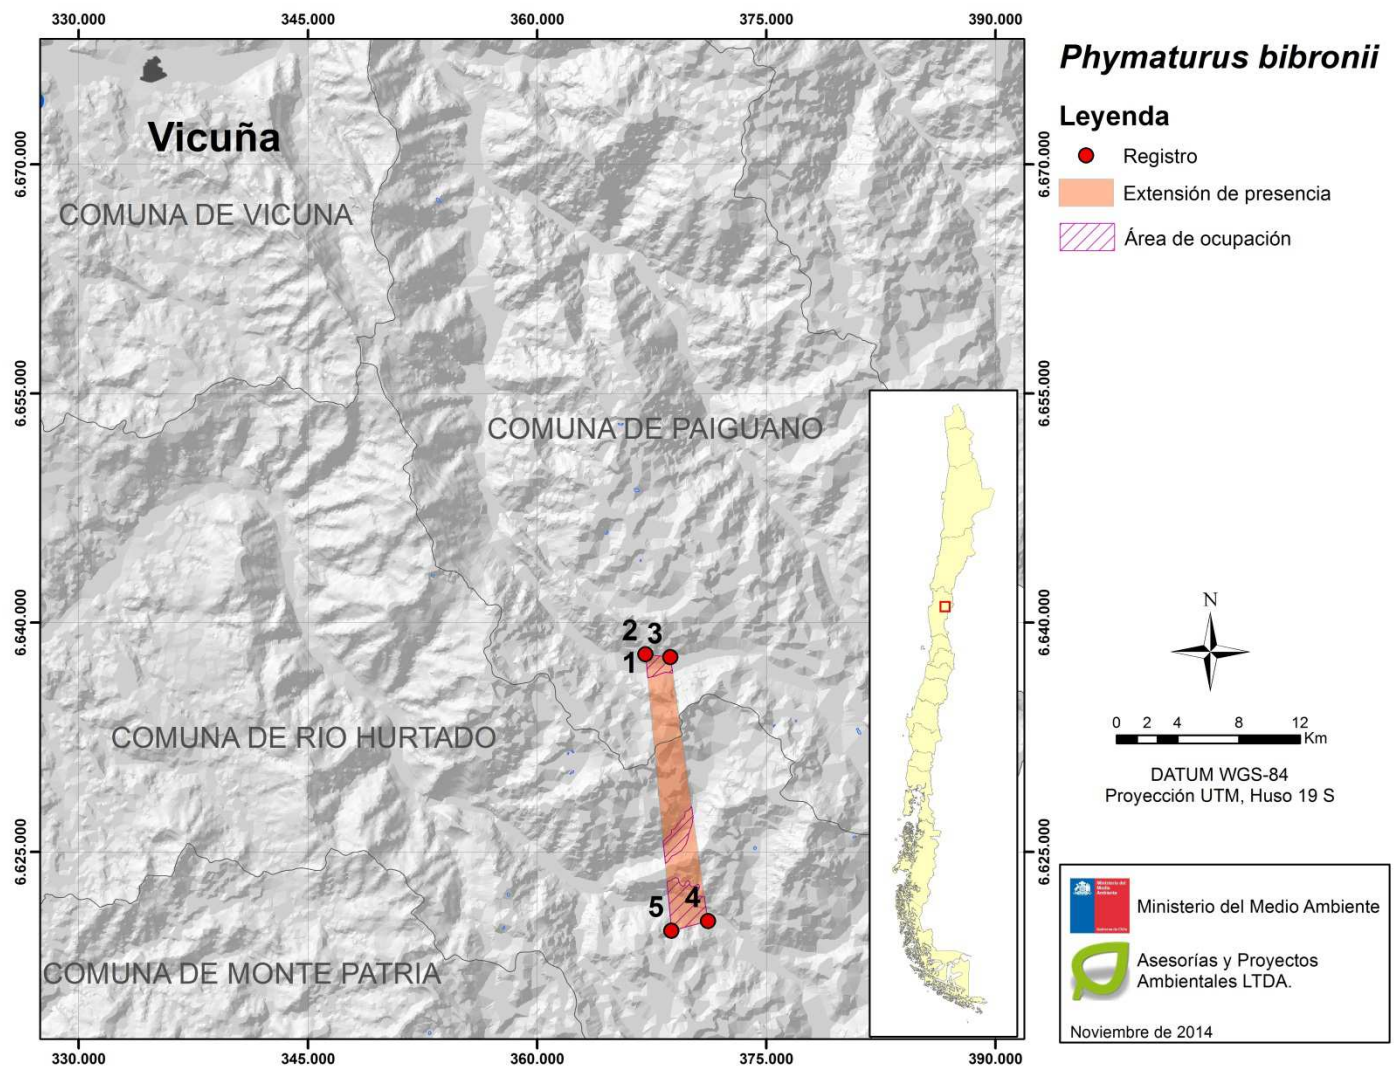 330.000 345.000 360.000 375.000 390.000
Phymaturus bibronii
Leyenda
Registro
Extensión de presencia
Área de ocupación
6.670.000 6.670.000
Vicuña
COMUNA DE VICUNA
6.655.000 6.655.000
COMUNA DE PAIGUANO
6.640.000 6.640.000
2 3
1
COMUNA DE RIO HURTADO
6.625.000 6.625.000
5 4
COMUNA DE MONTE PATRIA
N
0 2 4 8 12
Km
DATUM WGS-84
Proyección UTM, Huso 19 S
Ministerio del
Medio
Ambiente
Ministerio del Medio Ambiente
Asesorías y Proyectos
Ambientales LTDA.
Noviembre de 2014
330.000 345.000 360.000 375.000 390.000